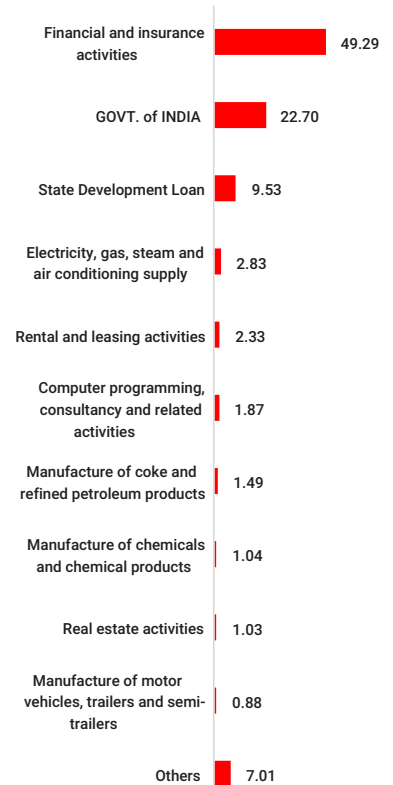 Financial and insurance
activities
49.29
GOVT. of INDIA
22.70
State Development Loan
9.53
Electricity, gas, steam and
air conditioning supply
2.83
Rental and leasing activities
2.33
Computer programming,
consultancy and related
activities
1.87
Manufacture of coke and
refined petroleum products
1.49
Manufacture of chemicals
and chemical products
1.04
Real estate activities
1.03
Manufacture of motor
vehicles, trailers and semi-
trailers
0.88
Others
7.01